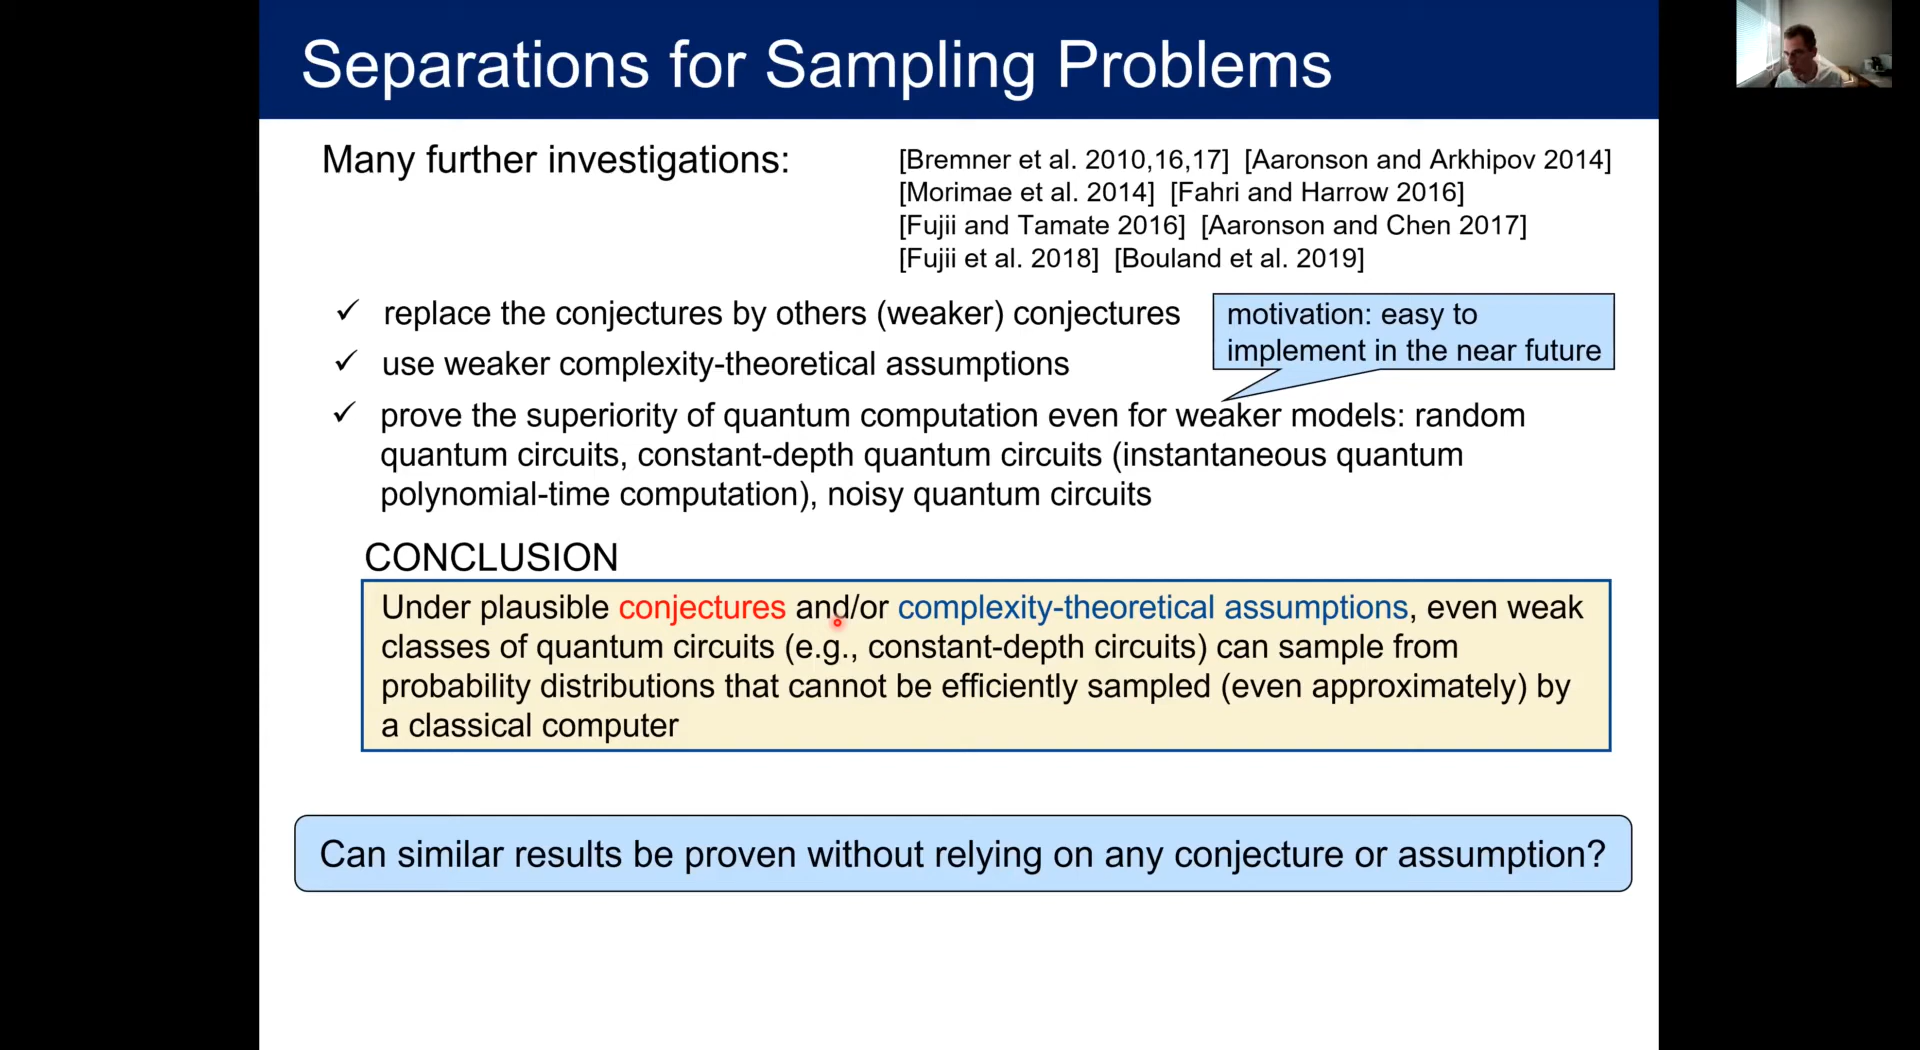 Separations for Sampling Problems
Many further investigations:
[Bremner et al. 2010,16,17] [Aaronson and Arkhipov 2014]
[Morimae et al. 2014] [Fahri and Harrow 2016]
[Fujii and Tamate 2016] [Aaronson and Chen 2017]
[Fujii et al. 2018] [Bouland et al. 2019]
✓ replace the conjectures by others (weaker) conjectures
motivation: easy to
implement in the near future
✓ use weaker complexity-theoretical assumptions
✓ prove the superiority of quantum computation even for weaker models: random
quantum circuits, constant-depth quantum circuits (instantaneous quantum
polynomial-time computation), noisy quantum circuits
CONCLUSION
Under plausible conjectures and/or complexity-theoretical assumptions, even weak
classes of quantum circuits (e.g., constant-depth circuits) can sample from
probability distributions that cannot be efficiently sampled (even approximately) by
a classical computer
Can similar results be proven without relying on any conjecture or assumption?